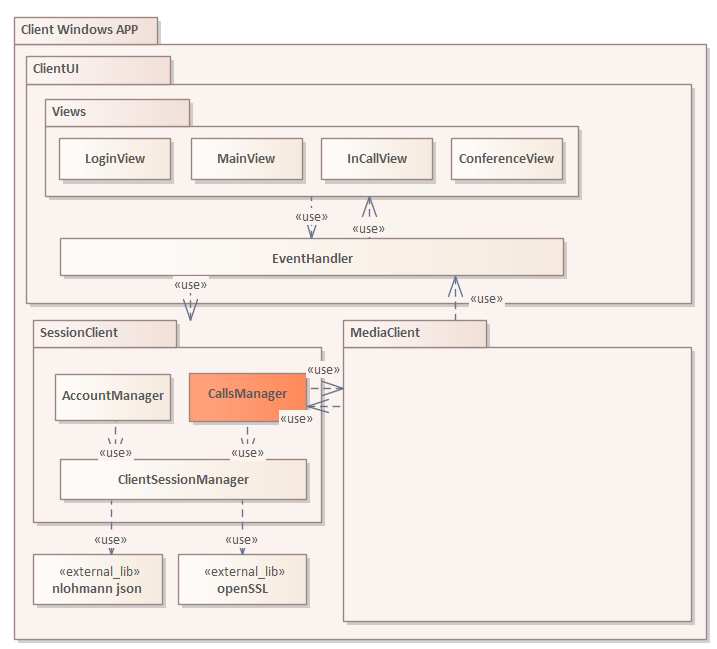 Client Windows APP
ClientUI
Views
LoginView
MainView
InCallView
ConferenceView
«use»
«use»
EventHandler
«use»
«use»
SessionClient
MediaClient
«use»
AccountManager
CallsManager
«use»
«use»
«use»
ClientSessionManager
«use»
«use»
«external_lib»
nlohmann json
«external_lib»
openSSL